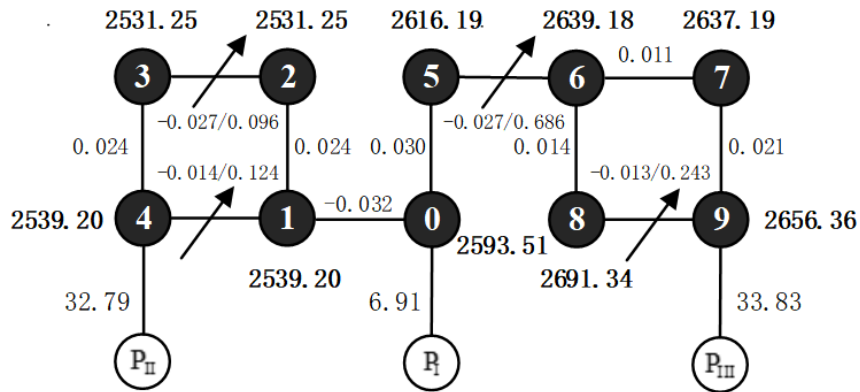 2531.25 2531.25 2616.19 2639.18 2637.19
3 2 5 6 7
0.011
-0.027/0.096 -0.027/0.686
0.024 0.024 0.030 0.014 0.021
-0.014/0.124 -0.013/0.243
-0.032
2539.20 4 1 0 8 9 2656.36
2593.51
2539.20 2691.34
32.79 6.91 33.83
PII PI PIII